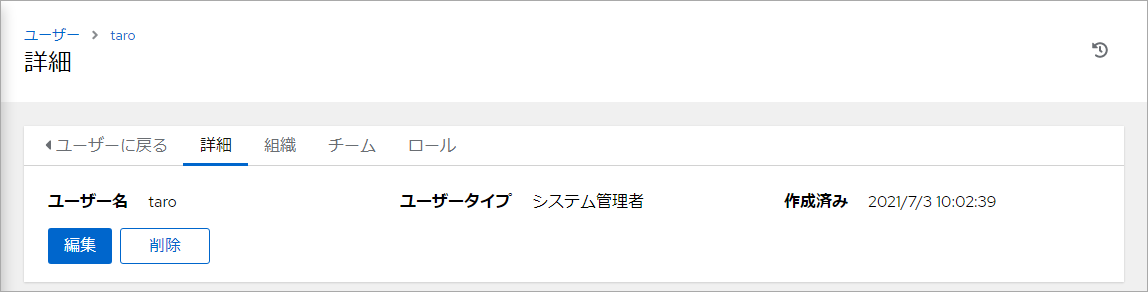 ユーザー > taro
詳細
ユーザーに戻る 詳細 組織 チーム ロール
ユーザー名 taro ユーザータイプ システム管理者 作成済み 2021/7/3 10:02:39
編集 削除